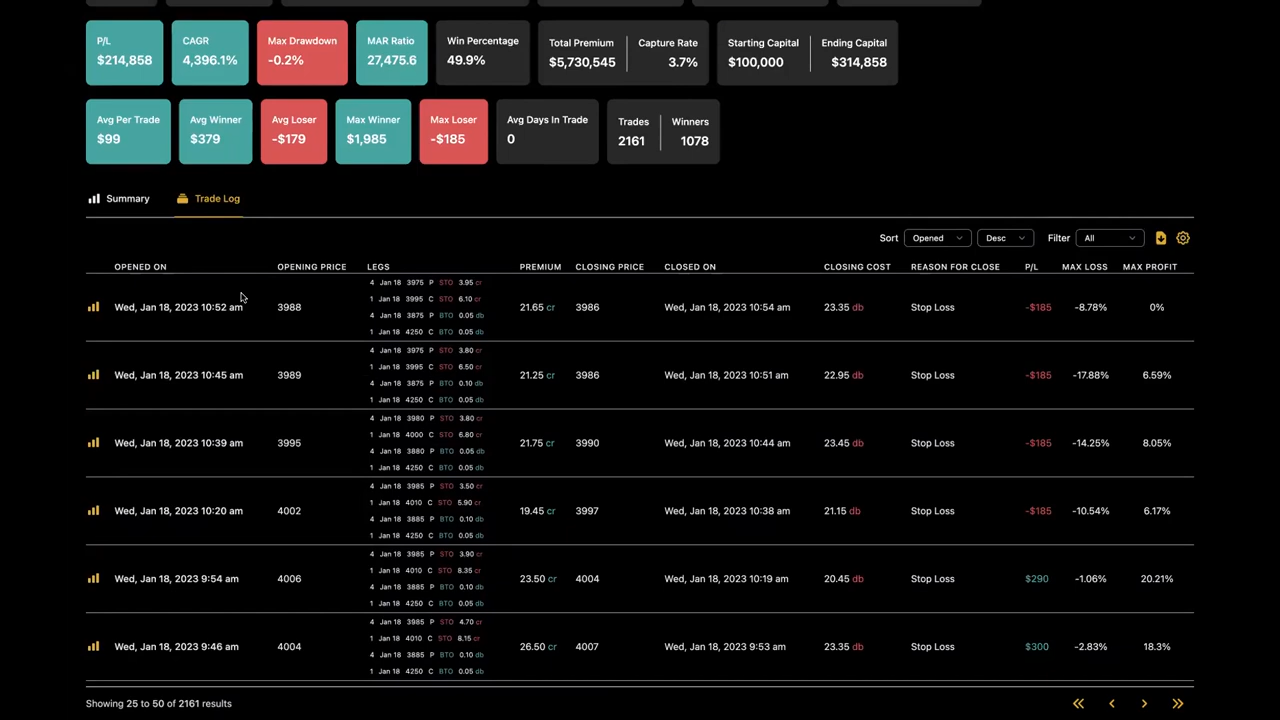 P/L CAGR Max Drawdown MAR Ratio Win Percentage Total Premium Capture Rate Starting Capital Ending Capital
$214,858 4,396.1% -0.2% 27,475.6 49.9% $5,730,545 3.7% $100,000 $314,858
Avg Per Trade Avg Winner Avg Loser Max Winner Max Loser Avg Days In Trade Trades Winners
$99 $379 -$179 $1,985 -$185 0 2161 1078
Summary Trade Log
Sort Opened Desc Filter All
OPENED ON OPENING PRICE LEGS PREMIUM CLOSING PRICE CLOSED ON CLOSING COST REASON FOR CLOSE P/L MAX LOSS MAX PROFIT
4 Jan 18 3975 P STO 3.95 cr
1 Jan 18 3995 C STO 6.10 cr
Wed, Jan 18, 2023 10:52 am 3988 21.65 cr 3986 Wed, Jan 18, 2023 10:54 am 23.35 db Stop Loss -$185 -8.78% 0%
4 Jan 18 3875 P BTO 0.05 db
1 Jan 18 4250 C BTO 0.05 db
4 Jan 18 3975 P STO 3.80 cr
1 Jan 18 3995 C STO 6.50 cr
Wed, Jan 18, 2023 10:45 am 3989 21.25 cr 3986 Wed, Jan 18, 2023 10:51 am 22.95 db Stop Loss -$185 -17.88% 6.59%
4 Jan 18 3875 P BTO 0.10 db
1 Jan 18 4250 C BTO 0.05 db
4 Jan 18 3980 P STO 3.80 cr
1 Jan 18 4000 C STO 6.80 cr
Wed, Jan 18, 2023 10:39 am 3995 21.75 cr 3990 Wed, Jan 18, 2023 10:44 am 23.45 db Stop Loss -$185 -14.25% 8.05%
4 Jan 18 3880 P BTO 0.05 db
1 Jan 18 4250 C BTO 0.05 db
4 Jan 18 3985 P STO 3.50 cr
1 Jan 18 4010 C STO 5.90 cr
Wed, Jan 18, 2023 10:20 am 4002 19.45 cr 3997 Wed, Jan 18, 2023 10:38 am 21.15 db Stop Loss -$185 -10.54% 6.17%
4 Jan 18 3885 P BTO 0.10 db
1 Jan 18 4250 C BTO 0.05 db
4 Jan 18 3985 P STO 3.90 cr
1 Jan 18 4010 C STO 8.35 cr
Wed, Jan 18, 2023 9:54 am 4006 23.50 cr 4004 Wed, Jan 18, 2023 10:19 am 20.45 db Stop Loss $290 -1.06% 20.21%
4 Jan 18 3885 P BTO 0.10 db
1 Jan 18 4250 C BTO 0.05 db
4 Jan 18 3985 P STO 4.70 cr
1 Jan 18 4010 C STO 8.15 cr
Wed, Jan 18, 2023 9:46 am 4004 26.50 cr 4007 Wed, Jan 18, 2023 9:53 am 23.35 db Stop Loss $300 -2.83% 18.3%
4 Jan 18 3885 P BTO 0.10 db
1 Jan 18 4250 C BTO 0.05 db
Showing 25 to 50 of 2161 results